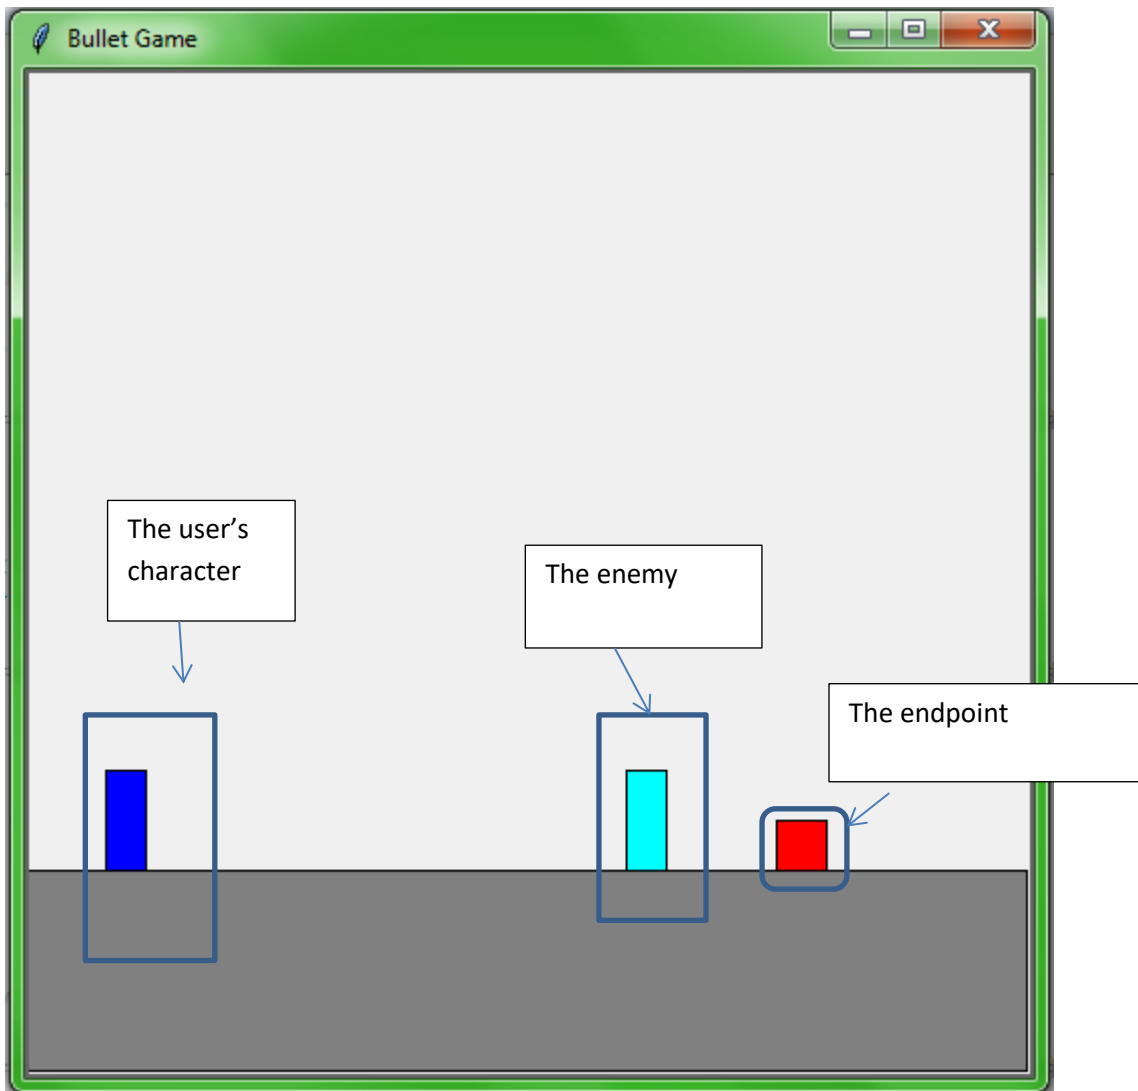 Bullet Game
The user’s
character
The enemy
The endpoint